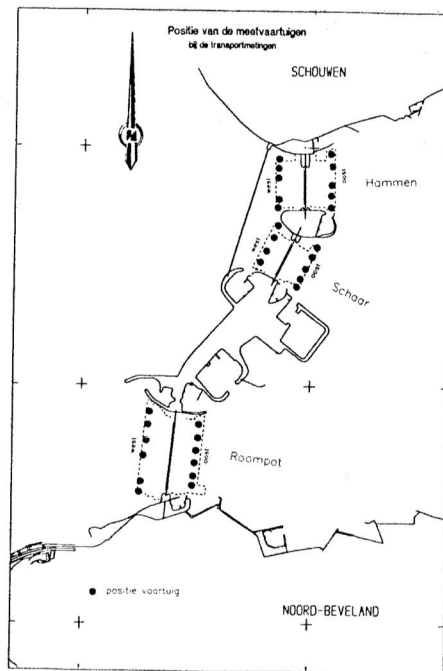 Positie van de meetvaartuigen
bij de transportmetingen
SCHOUWEN
west
oost
Hammen
west
oost
Schaar
west
oost
Roompot
positie vaartuig
NOORD-BEVELAND